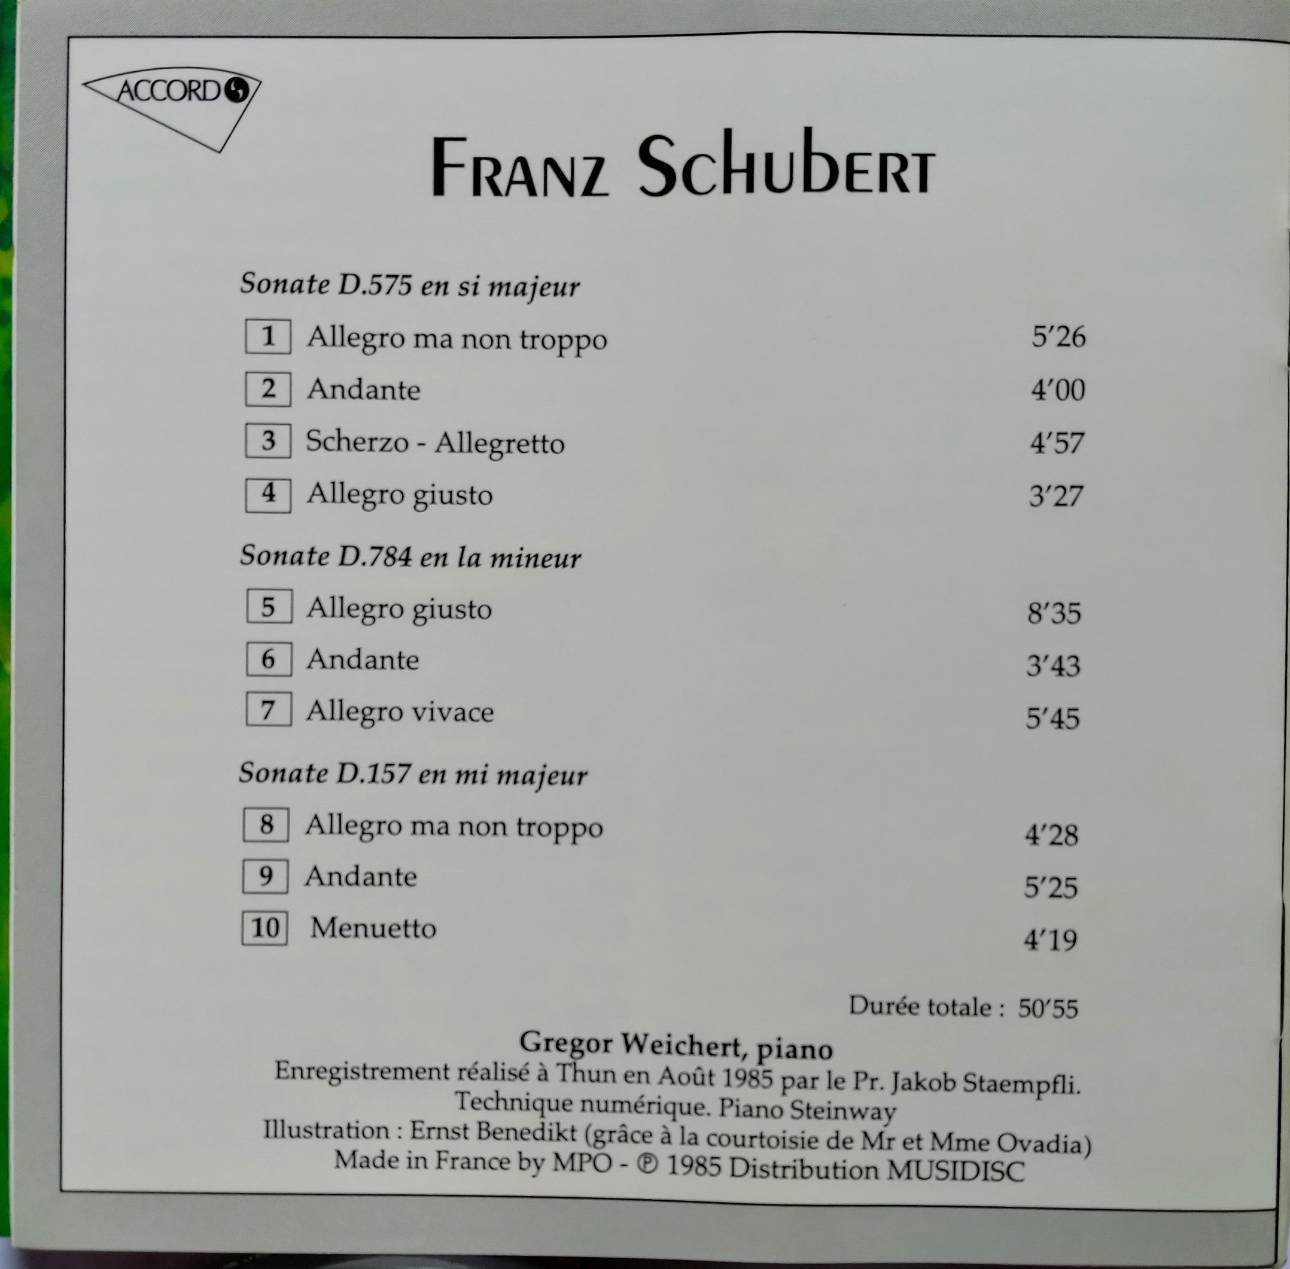 ACCORD
FRANZ SCHUBERT
Sonate D.575 en si majeur
1 Allegro ma non troppo 5'26
2 Andante 4'00
3 Scherzo - Allegretto 4'57
4 Allegro giusto 3'27
Sonate D.784 en la mineur
5 Allegro giusto 8'35
6 Andante 3'43
7 Allegro vivace 5'45
Sonate D.157 en mi majeur
8 Allegro ma non troppo 4'28
9 Andante 5'25
10 Menuetto 4'19
Durée totale : 50'55
Gregor Weichert, piano
Enregistrement réalisé à Thun en Août 1985 par le Pr. Jakob Staempfli.
Technique numérique. Piano Steinway
Illustration : Ernst Benedikt (grâce à la courtoisie de Mr et Mme Ovadia)
Made in France by MPO - ℗ 1985 Distribution MUSIDISC